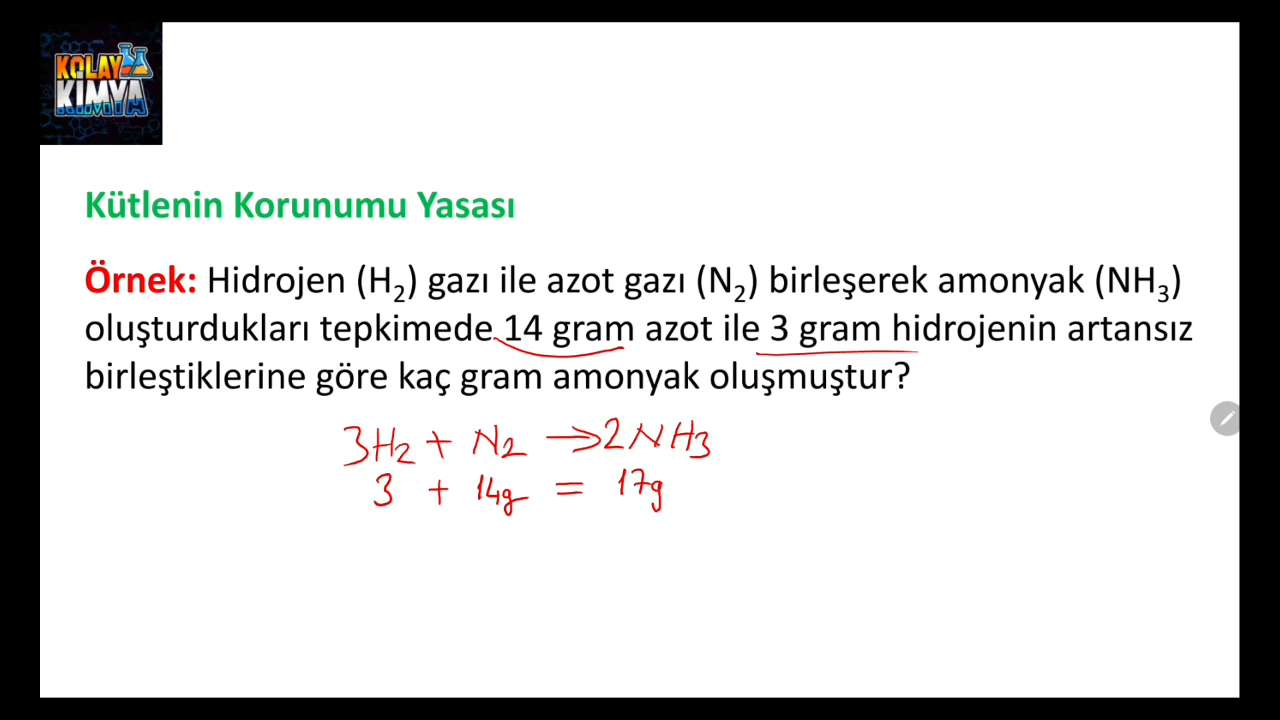 KOLAY
KİMYA
Kütlenin Korunumu Yasası
Örnek: Hidrojen (H₂) gazı ile azot gazı (N₂) birleşerek amonyak (NH₃)
oluşturdukları tepkimede 14 gram azot ile 3 gram hidrojenin artansız
birleştiklerine göre kaç gram amonyak oluşmuştur?
3H₂ + N₂ → 2NH₃
3 + 14g = 17g